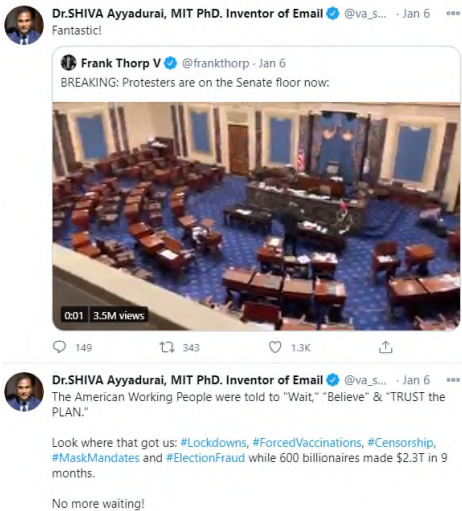 Dr.SHIVA Ayyadurai, MIT PhD. Inventor of Email @va_s... · Jan 6
Fantastic!
Frank Thorp V @frankthorp · Jan 6
BREAKING: Protesters are on the Senate floor now:
0:01 3.5M views
149 343 1.3K
Dr.SHIVA Ayyadurai, MIT PhD. Inventor of Email @va_s... · Jan 6
The American Working People were told to "Wait," "Believe" & "TRUST the
PLAN."
Look where that got us: #Lockdowns, #ForcedVaccinations, #Censorship,
#MaskMandates and #ElectionFraud while 600 billionaires made $2.3T in 9
months.
No more waiting!